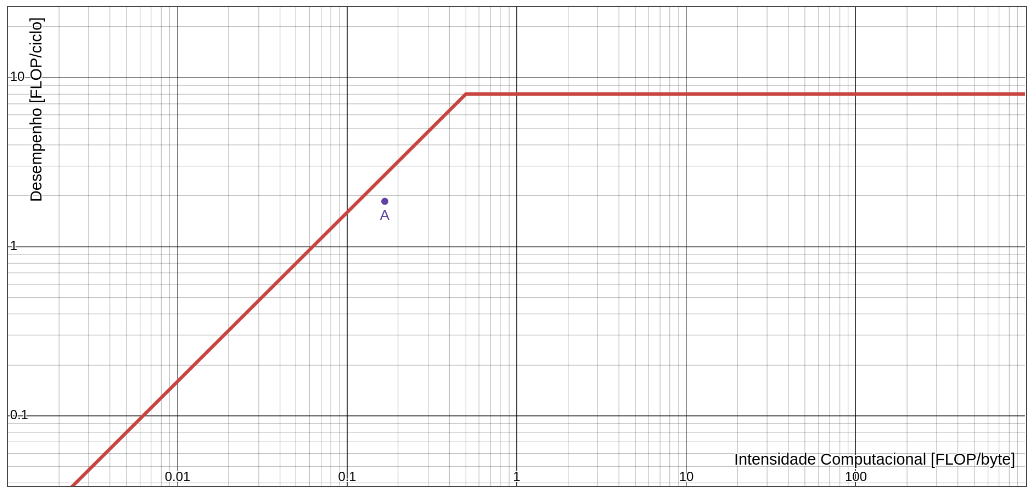 Desempenho [FLOP/ciclo]
10
1
0.1
A
Intensidade Computacional [FLOP/byte]
0.01
0.1
1
10
100